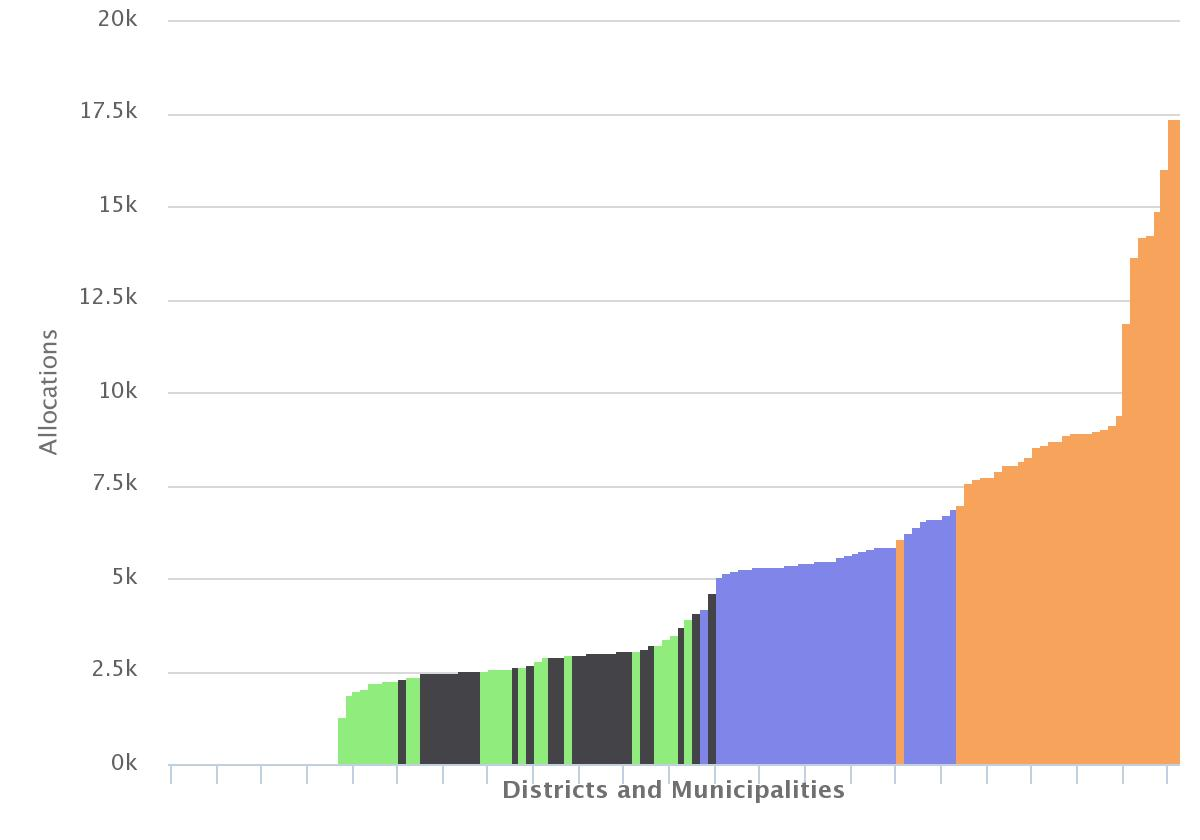 20k
17.5k
15k
12.5k
10k
7.5k
5k
2.5k
0k
Allocations
Districts and Municipalities